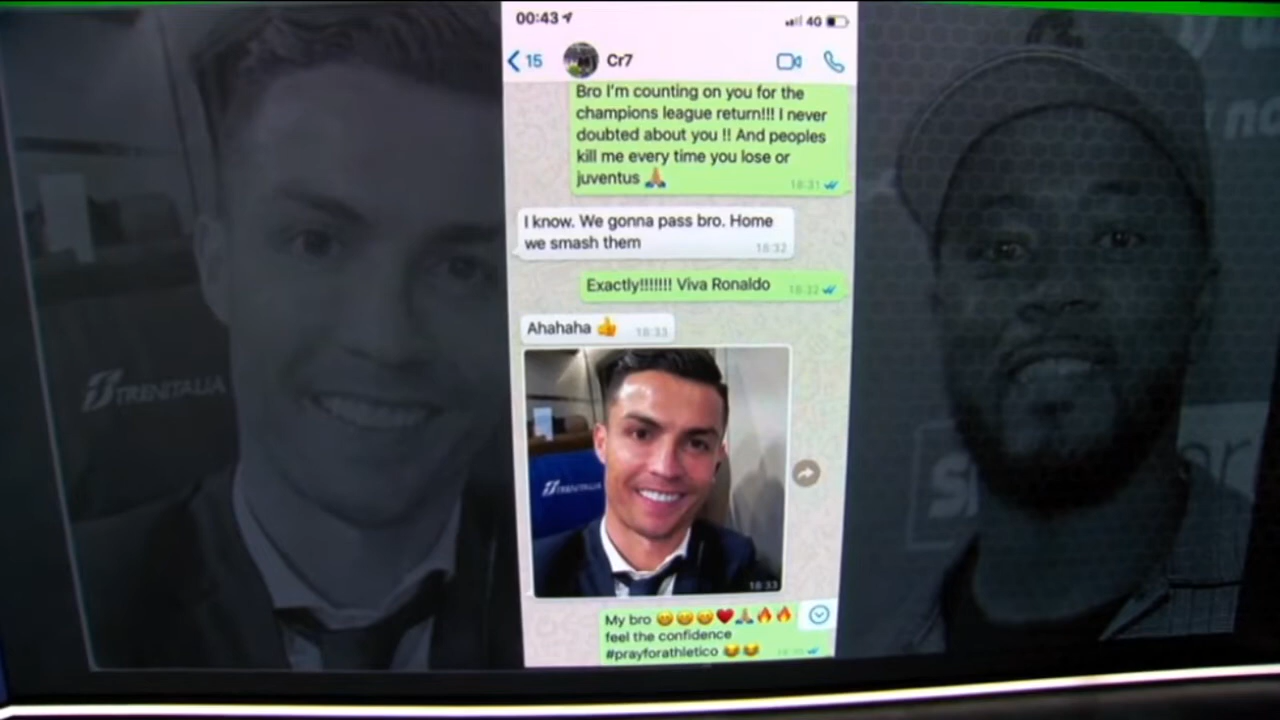 00:43
4G
15
Cr7
Bro I'm counting on you for the
champions league return!!! I never
doubted about you !! And peoples
kill me every time you lose or
juventus 🙏
18:31
I know. We gonna pass bro. Home
we smash them
18:32
Exactly!!!!!!! Viva Ronaldo
18:32
Ahahaha 👍
18:33
TRENITALIA
TRENITALIA
18:33
My bro 😁😁😁❤️🙏🔥🔥
feel the confidence
#prayforathletico 😂😂